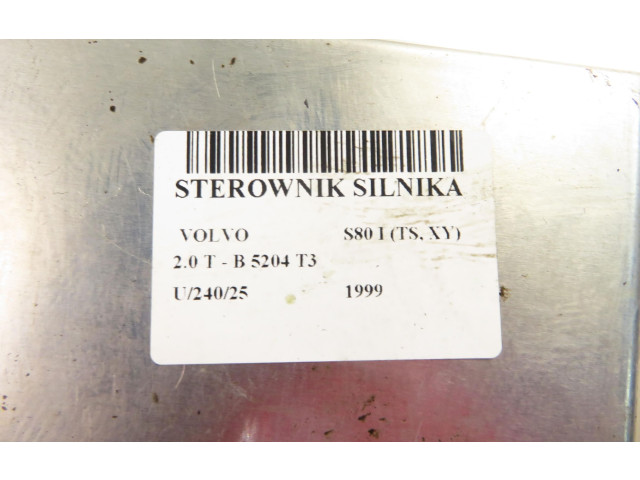 STEROWNIK SILNIKA
VOLVO S80 I (TS, XY)
2.0 T - B 5204 T3
U/240/25 1999